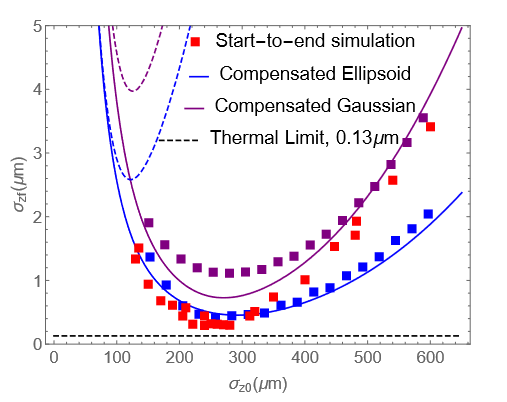 5
Start−to−end simulation
Compensated Ellipsoid
4
Compensated Gaussian
Thermal Limit, 0.13μm
3
σzf(μm)
2
1
0
0 100 200 300 400 500 600
σz0(μm)